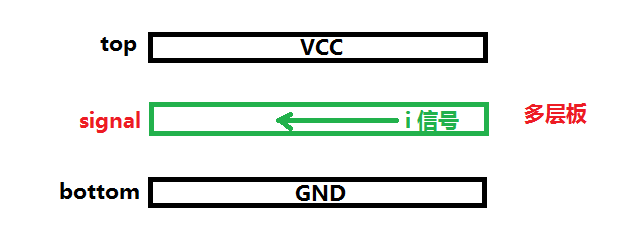 top VCC
signal i 信号 多层板
bottom GND